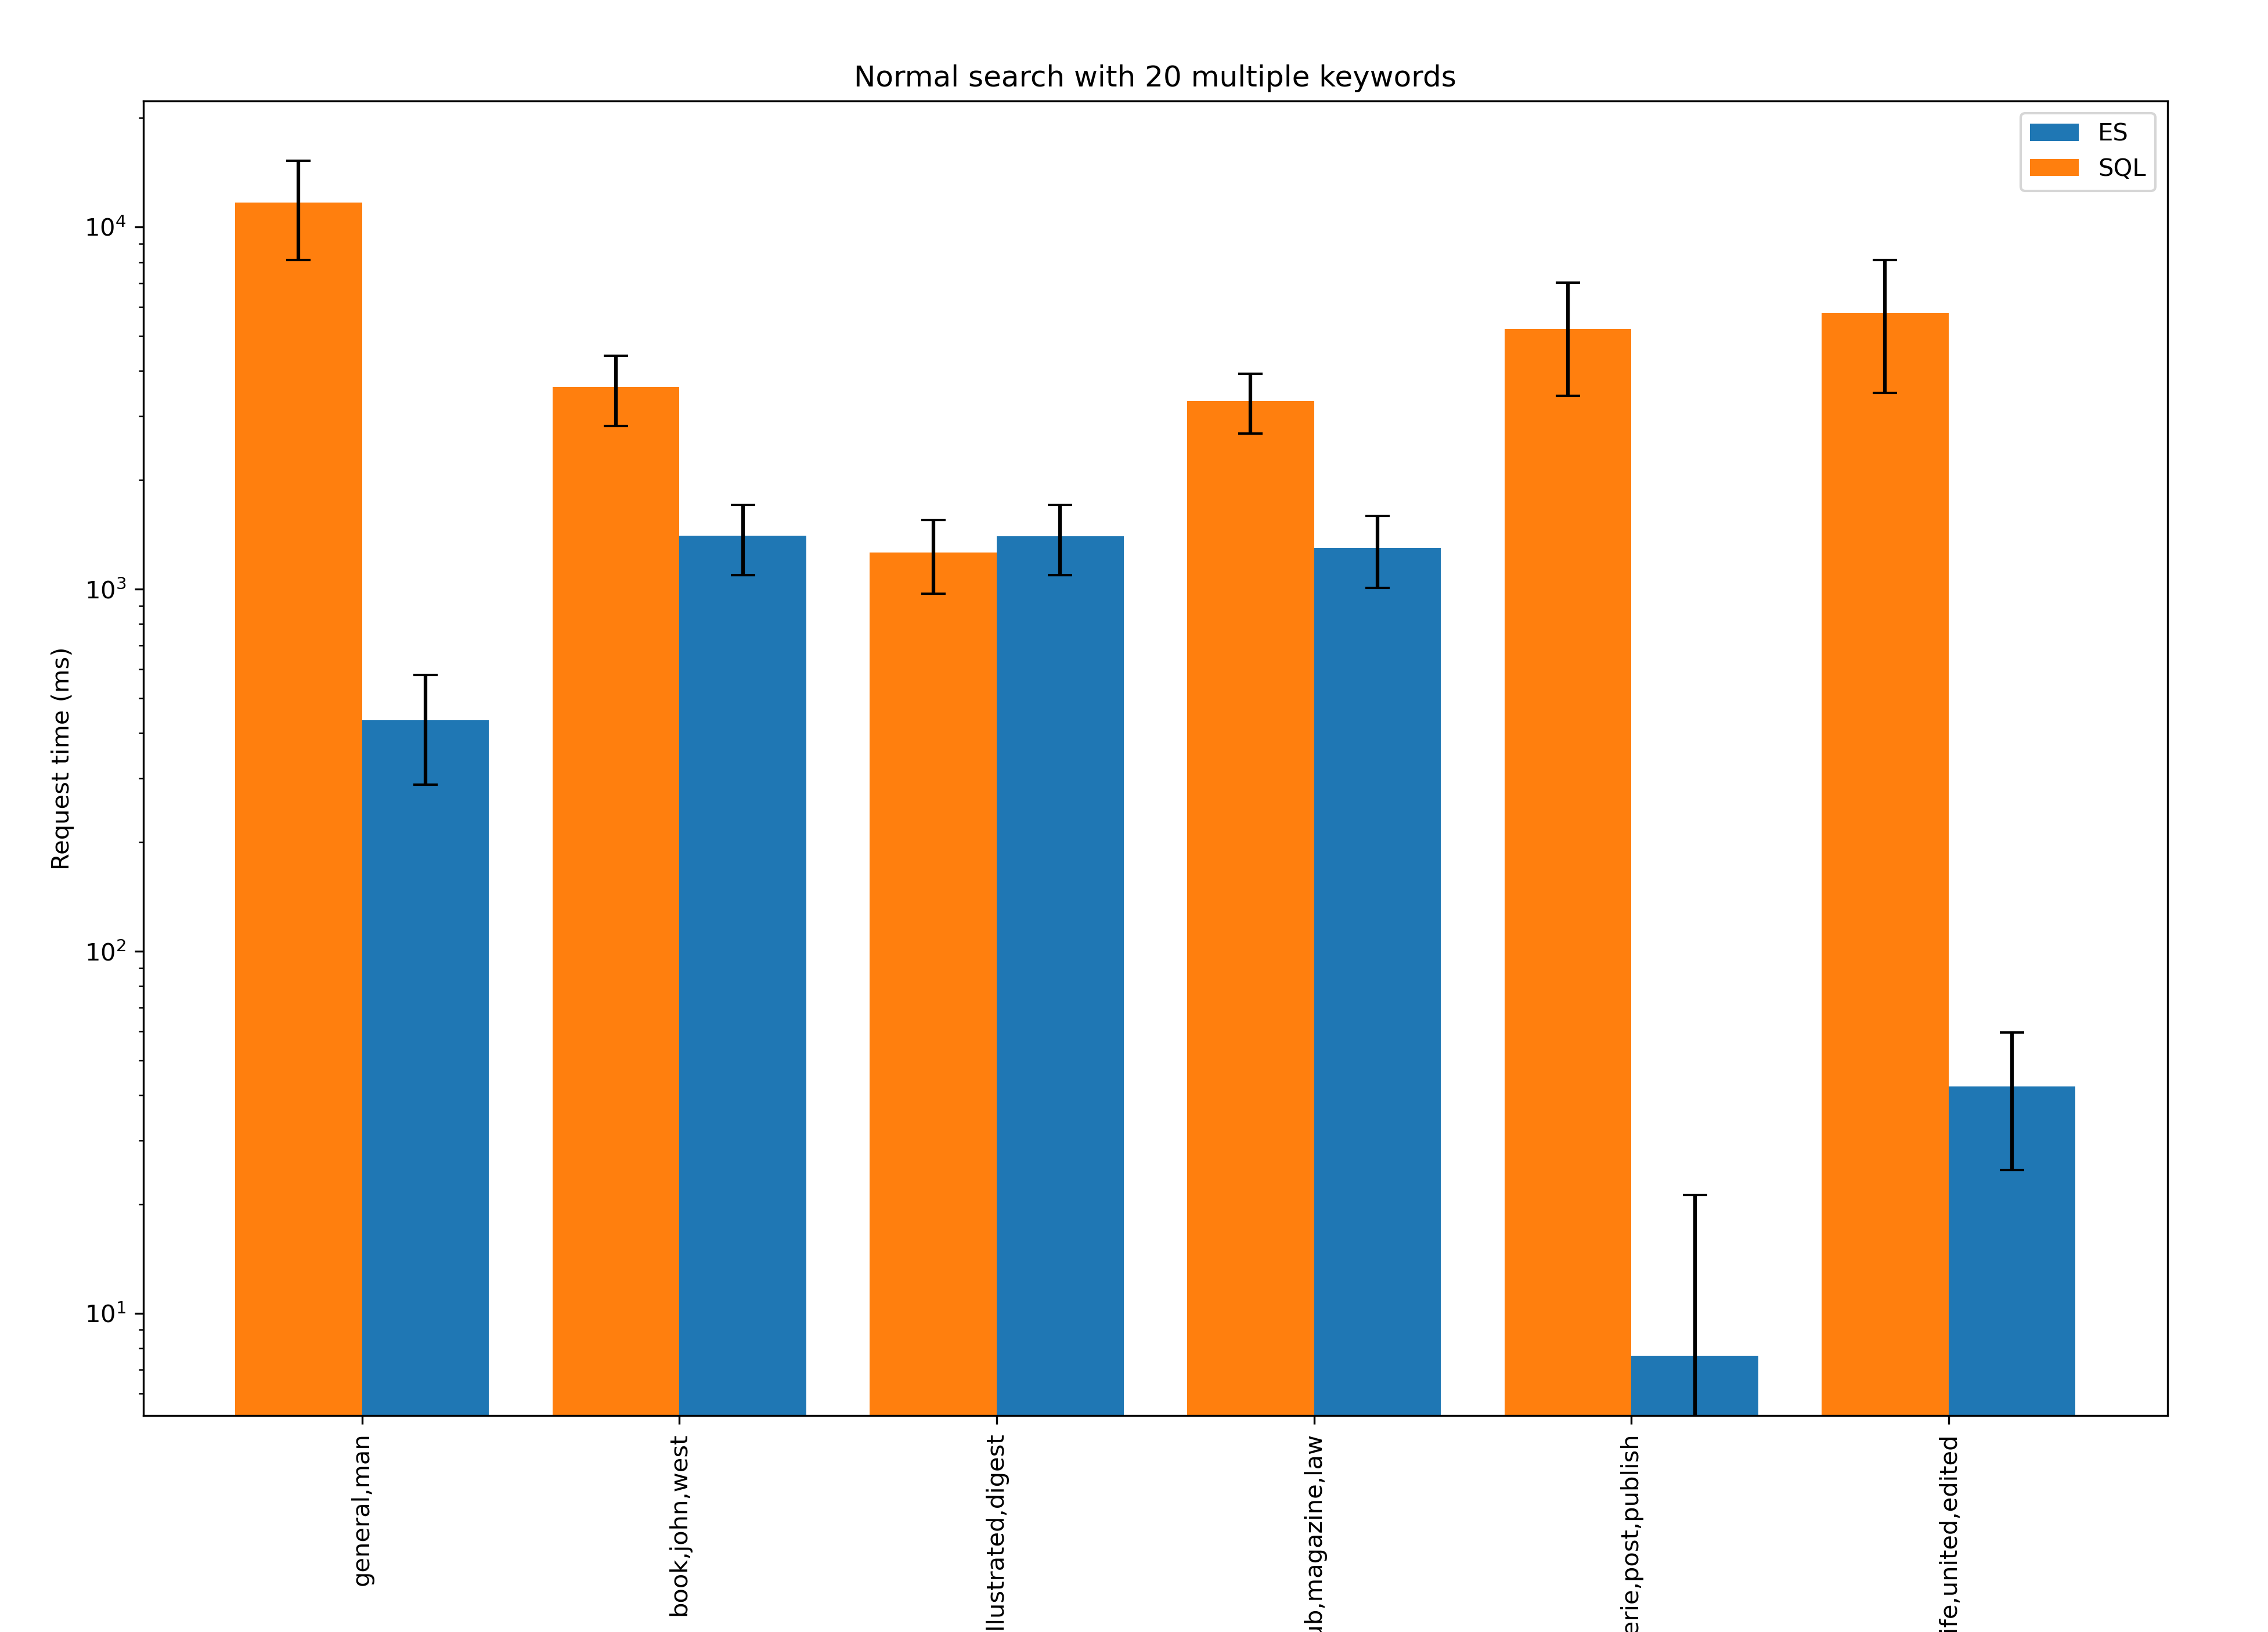 Normal search with 20 multiple keywords
ES
SQL
Request time (ms)
10⁴
10³
10²
10¹
general,man
book,john,west
llustrated,digest
ub,magazine,law
erie,post,publish
ife,united,edited